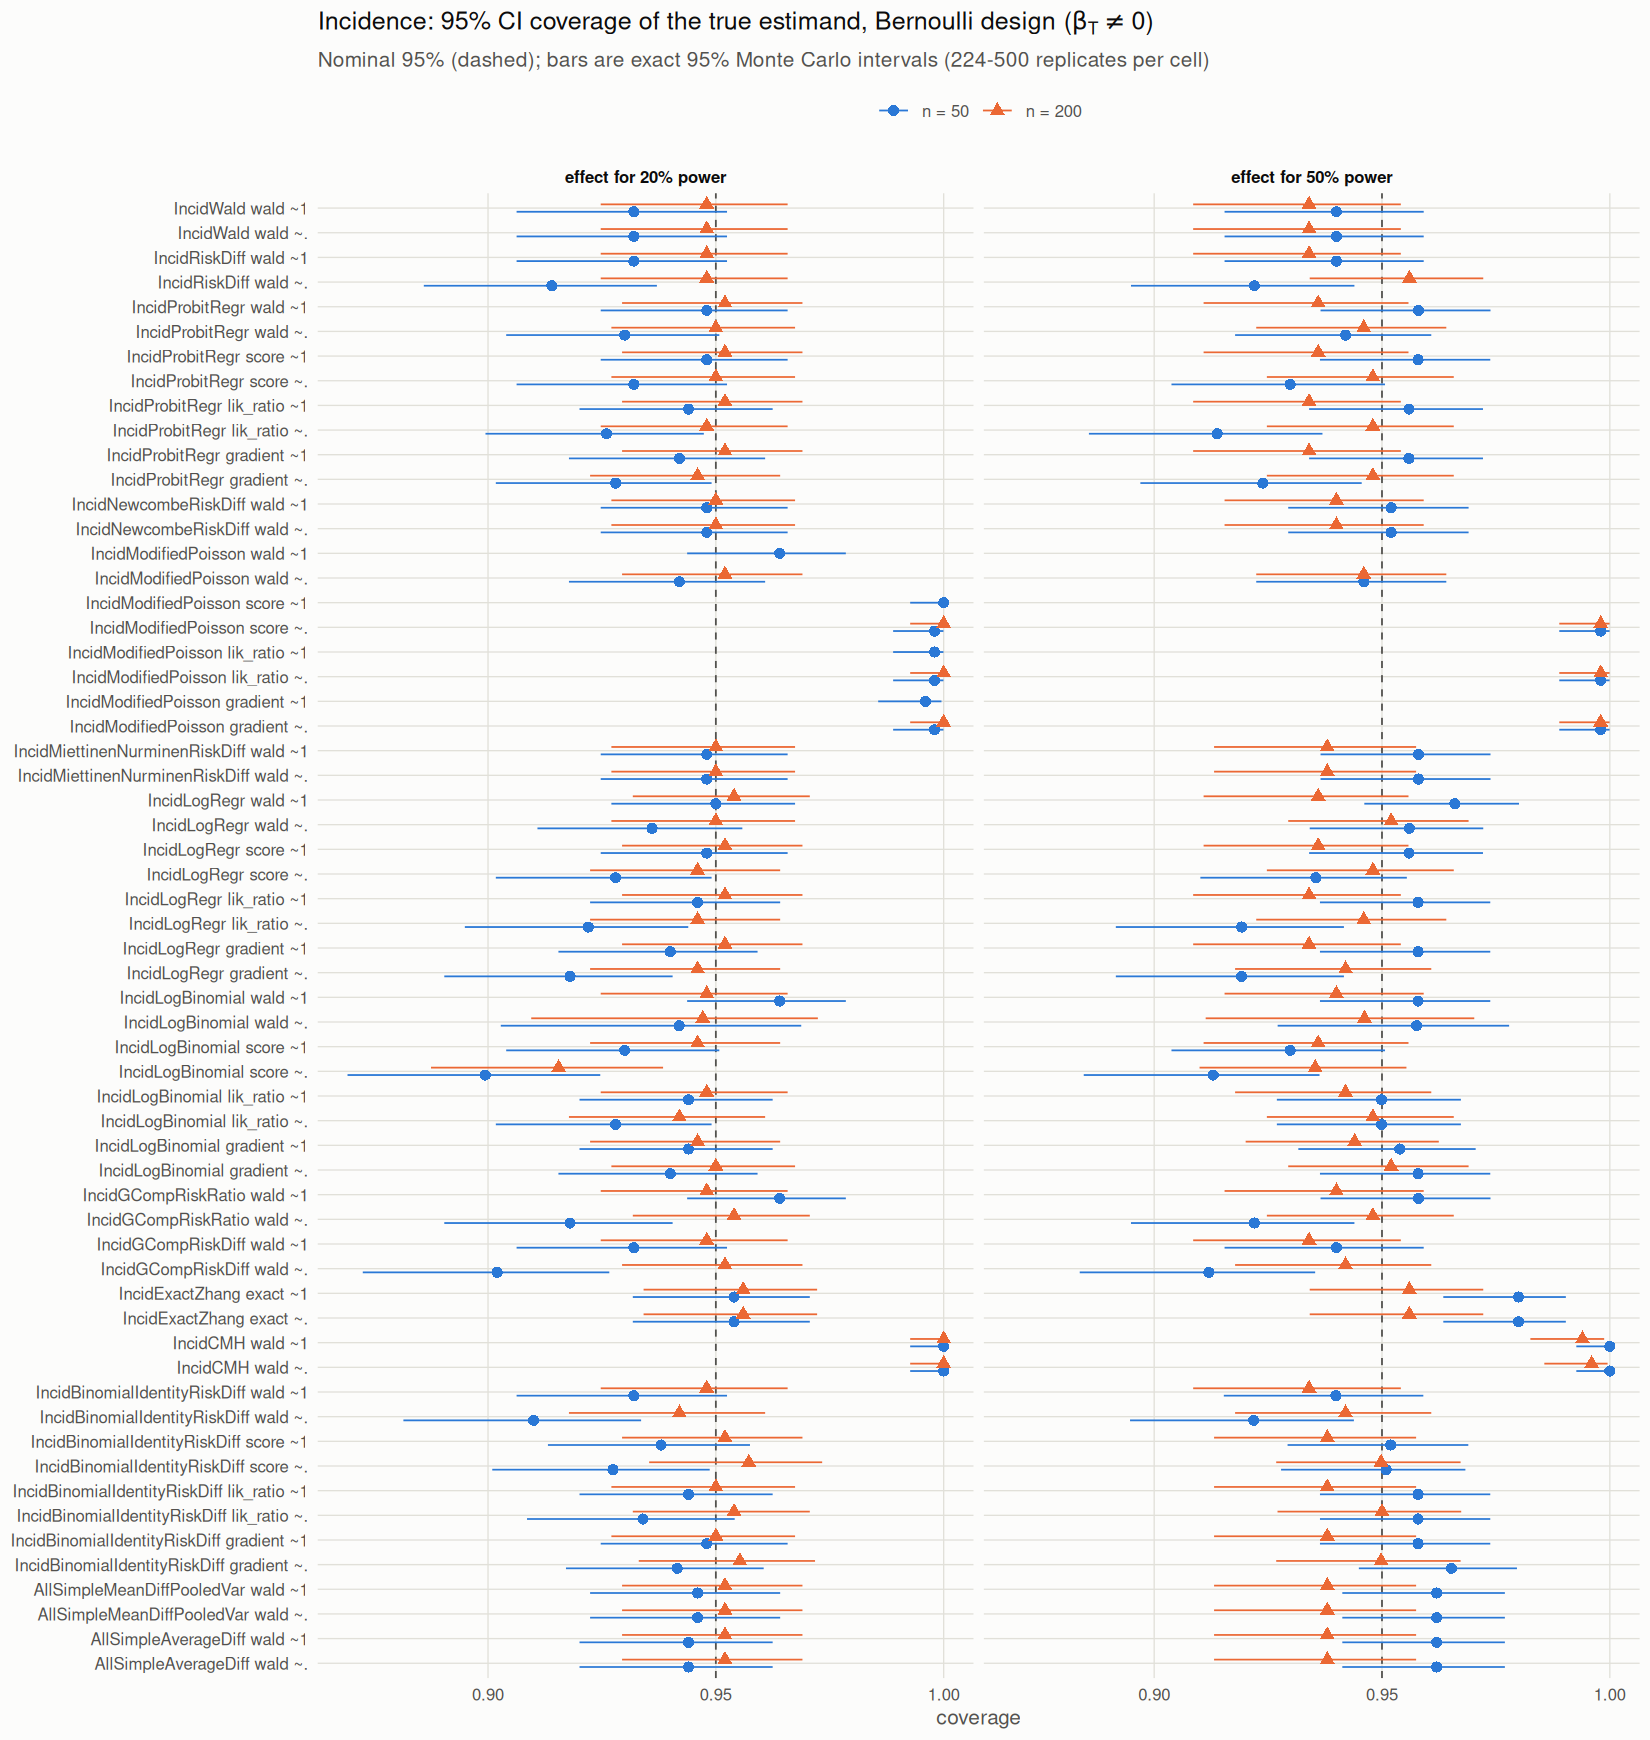 Incidence: 95% CI coverage of the true estimand, Bernoulli design (βT ≠ 0)
Nominal 95% (dashed); bars are exact 95% Monte Carlo intervals (224-500 replicates per cell)
n = 50 n = 200
effect for 20% power effect for 50% power
IncidWald wald ~1
IncidWald wald ~.
IncidRiskDiff wald ~1
IncidRiskDiff wald ~.
IncidProbitRegr wald ~1
IncidProbitRegr wald ~.
IncidProbitRegr score ~1
IncidProbitRegr score ~.
IncidProbitRegr lik_ratio ~1
IncidProbitRegr lik_ratio ~.
IncidProbitRegr gradient ~1
IncidProbitRegr gradient ~.
IncidNewcombeRiskDiff wald ~1
IncidNewcombeRiskDiff wald ~.
IncidModifiedPoisson wald ~1
IncidModifiedPoisson wald ~.
IncidModifiedPoisson score ~1
IncidModifiedPoisson score ~.
IncidModifiedPoisson lik_ratio ~1
IncidModifiedPoisson lik_ratio ~.
IncidModifiedPoisson gradient ~1
IncidModifiedPoisson gradient ~.
IncidMiettinenNurminenRiskDiff wald ~1
IncidMiettinenNurminenRiskDiff wald ~.
IncidLogRegr wald ~1
IncidLogRegr wald ~.
IncidLogRegr score ~1
IncidLogRegr score ~.
IncidLogRegr lik_ratio ~1
IncidLogRegr lik_ratio ~.
IncidLogRegr gradient ~1
IncidLogRegr gradient ~.
IncidLogBinomial wald ~1
IncidLogBinomial wald ~.
IncidLogBinomial score ~1
IncidLogBinomial score ~.
IncidLogBinomial lik_ratio ~1
IncidLogBinomial lik_ratio ~.
IncidLogBinomial gradient ~1
IncidLogBinomial gradient ~.
IncidGCompRiskRatio wald ~1
IncidGCompRiskRatio wald ~.
IncidGCompRiskDiff wald ~1
IncidGCompRiskDiff wald ~.
IncidExactZhang exact ~1
IncidExactZhang exact ~.
IncidCMH wald ~1
IncidCMH wald ~.
IncidBinomialIdentityRiskDiff wald ~1
IncidBinomialIdentityRiskDiff wald ~.
IncidBinomialIdentityRiskDiff score ~1
IncidBinomialIdentityRiskDiff score ~.
IncidBinomialIdentityRiskDiff lik_ratio ~1
IncidBinomialIdentityRiskDiff lik_ratio ~.
IncidBinomialIdentityRiskDiff gradient ~1
IncidBinomialIdentityRiskDiff gradient ~.
AllSimpleMeanDiffPooledVar wald ~1
AllSimpleMeanDiffPooledVar wald ~.
AllSimpleAverageDiff wald ~1
AllSimpleAverageDiff wald ~.
0.90 0.95 1.00 0.90 0.95 1.00
coverage